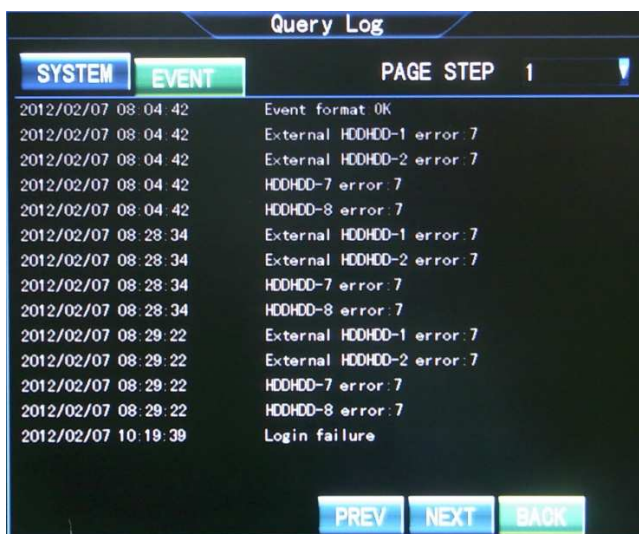 Query Log
SYSTEM EVENT PAGE STEP 1
2012/02/07 08:04:42 Event format OK
2012/02/07 08:04:42 External HDDHDD-1 error:7
2012/02/07 08:04:42 External HDDHDD-2 error:7
2012/02/07 08:04:42 HDDHDD-7 error:7
2012/02/07 08:04:42 HDDHDD-8 error:7
2012/02/07 08:28:34 External HDDHDD-1 error:7
2012/02/07 08:28:34 External HDDHDD-2 error:7
2012/02/07 08:28:34 HDDHDD-7 error:7
2012/02/07 08:28:34 HDDHDD-8 error:7
2012/02/07 08:29:22 External HDDHDD-1 error:7
2012/02/07 08:29:22 External HDDHDD-2 error:7
2012/02/07 08:29:22 HDDHDD-7 error:7
2012/02/07 08:29:22 HDDHDD-8 error:7
2012/02/07 10:19:39 Login failure
PREV NEXT BACK